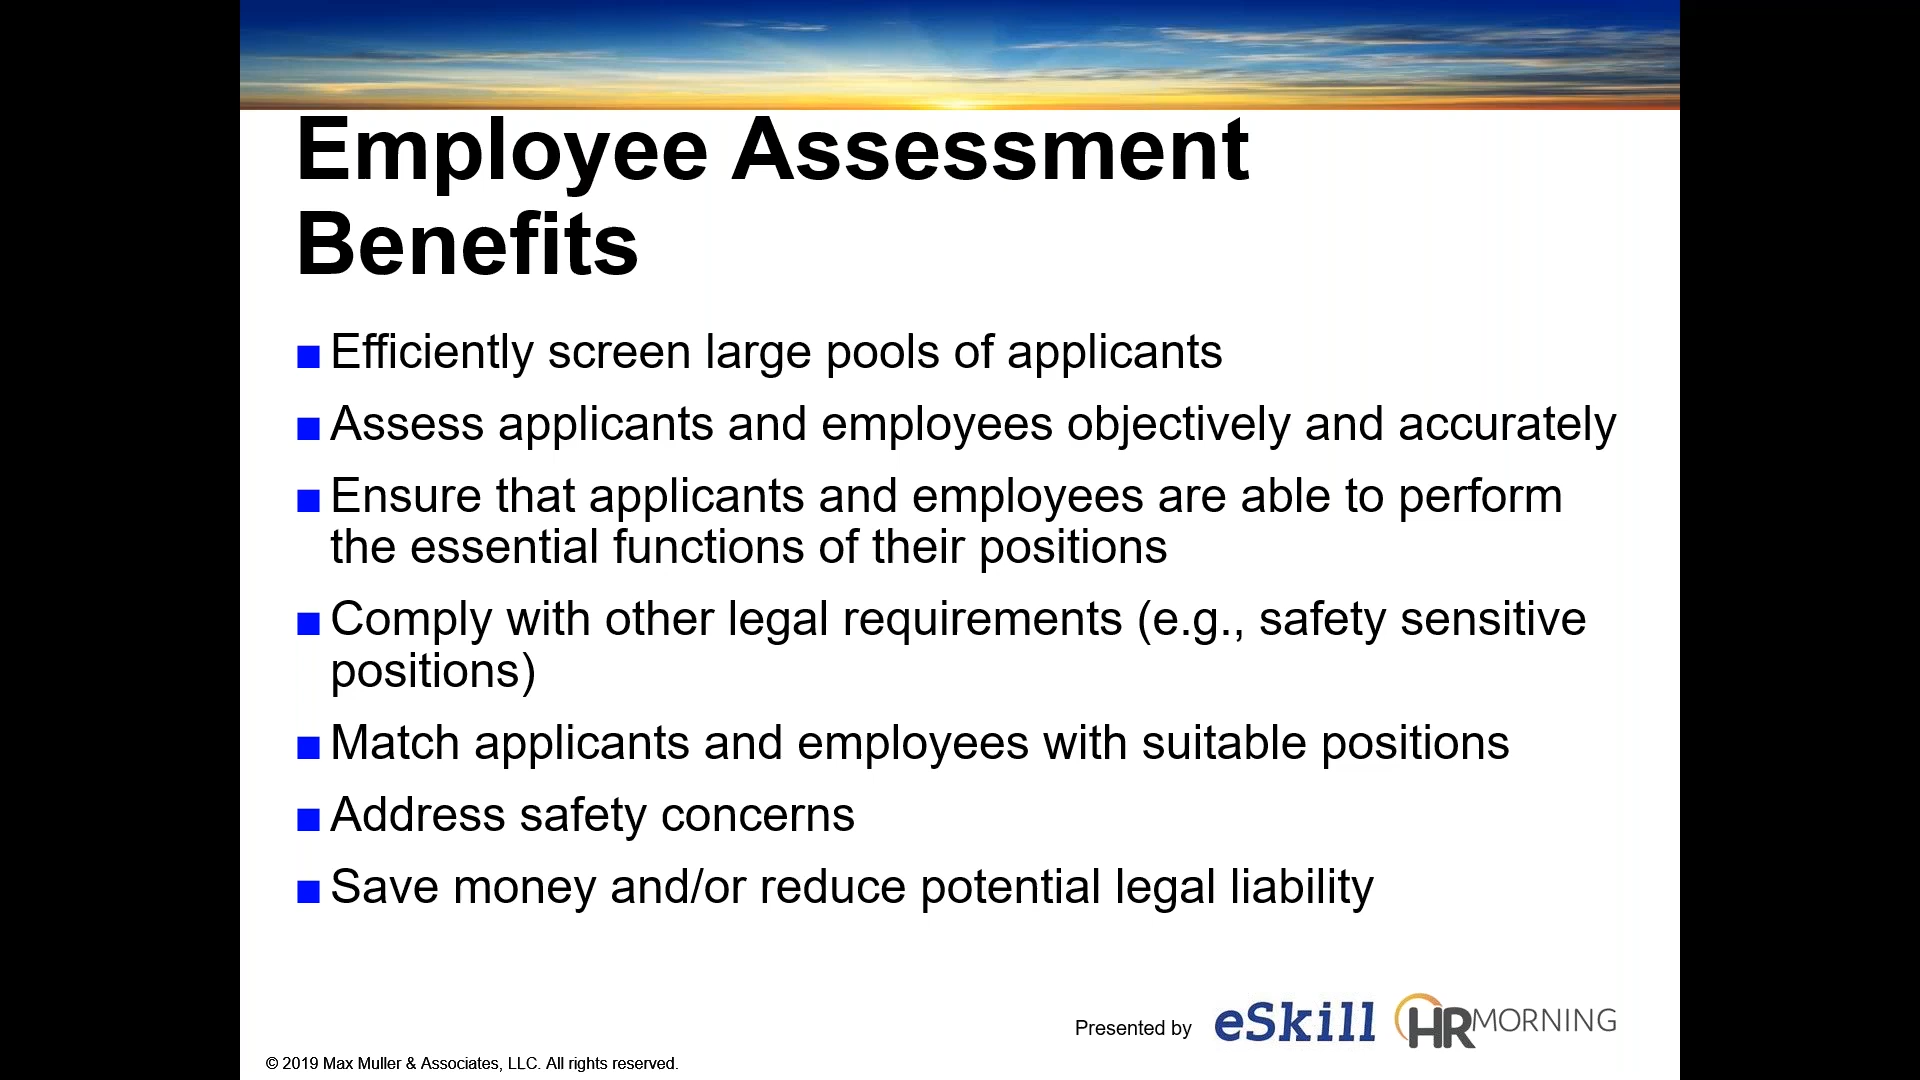 Employee Assessment
Benefits
■ Efficiently screen large pools of applicants
■ Assess applicants and employees objectively and accurately
■ Ensure that applicants and employees are able to perform
the essential functions of their positions
■ Comply with other legal requirements (e.g., safety sensitive
positions)
■ Match applicants and employees with suitable positions
■ Address safety concerns
■ Save money and/or reduce potential legal liability
Presented by eSkill HRMORNING
© 2019 Max Muller & Associates, LLC. All rights reserved.